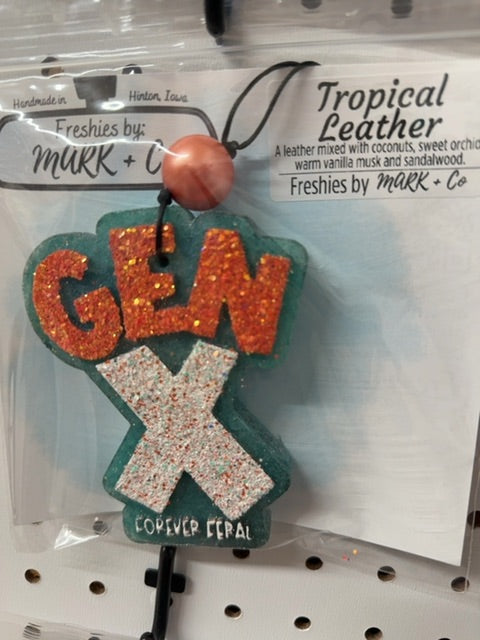 Handmade in Hinton, Iowa
Freshies by:
MARK + Co
Tropical
Leather
A leather mixed with coconuts, sweet orchid
warm vanilla musk and sandalwood.
Freshies by MARK + Co
GEN
X
FOREVER FERAL